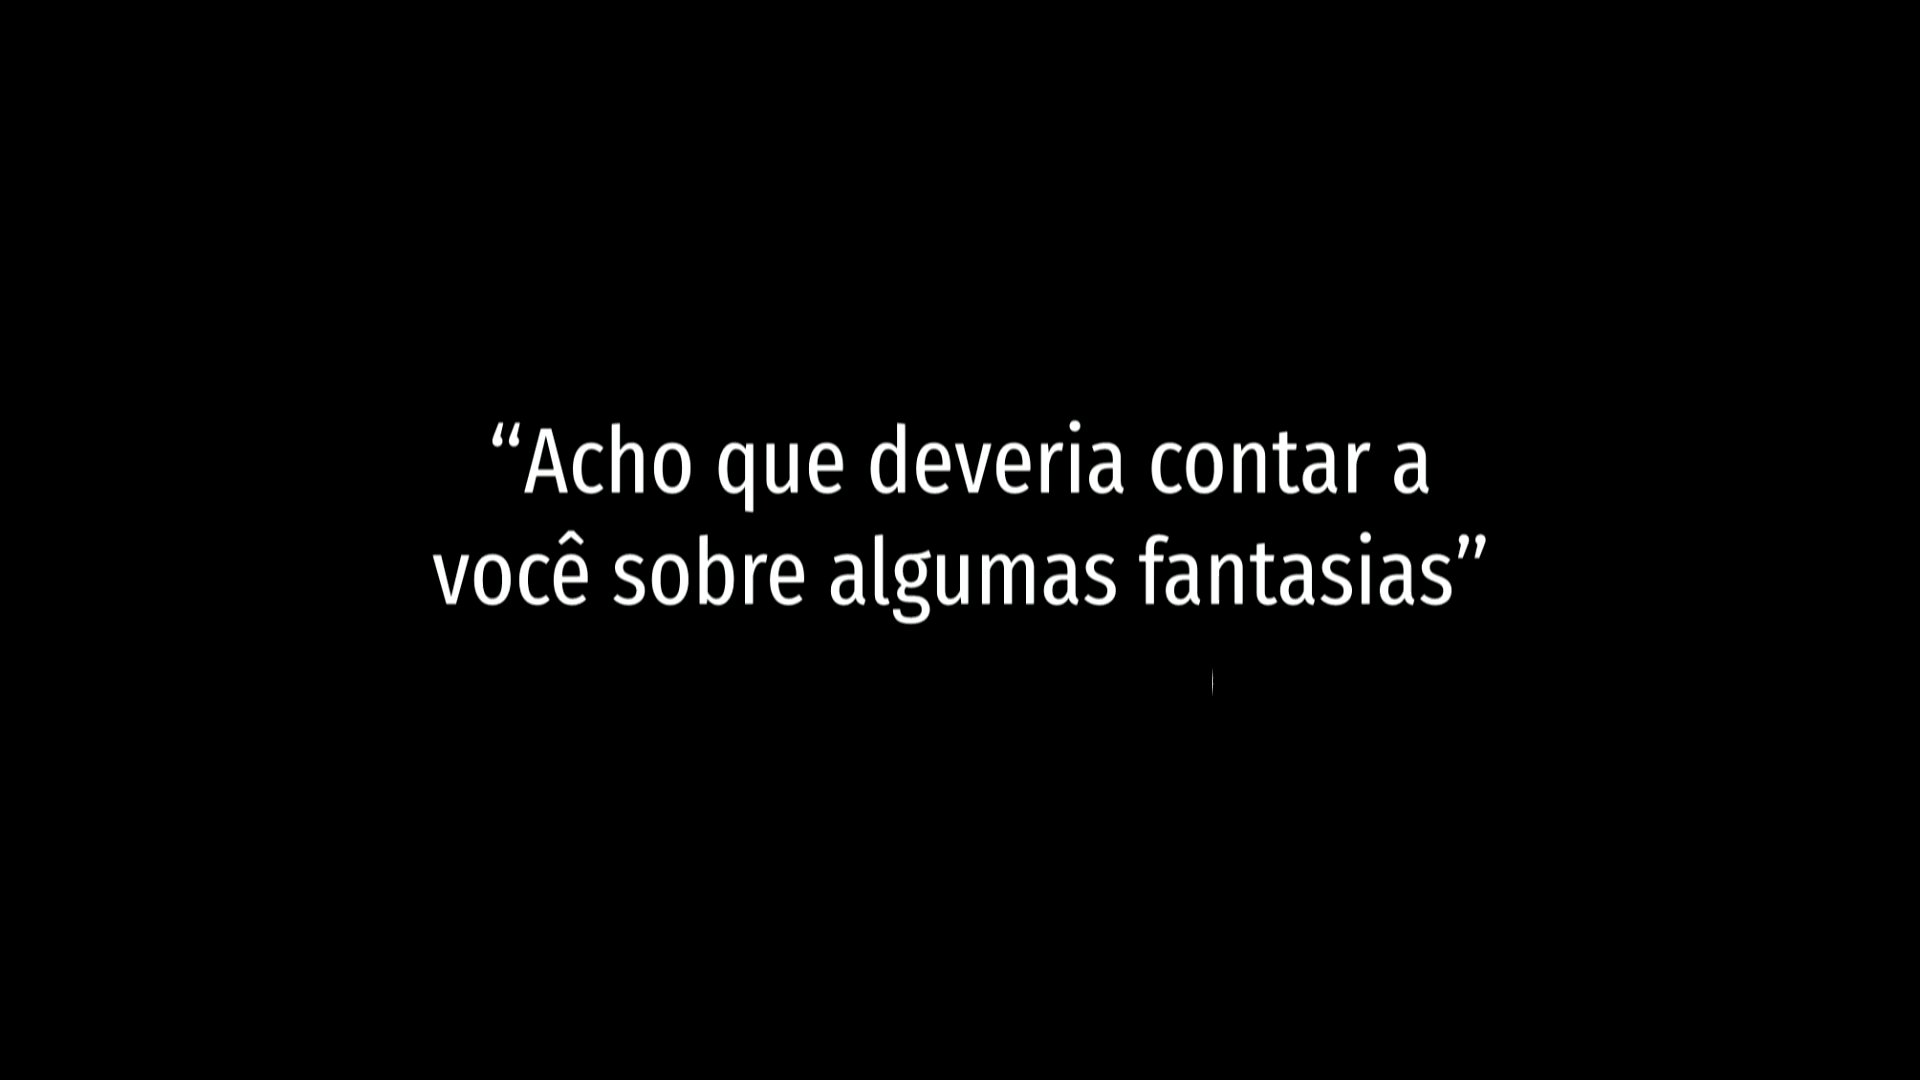 “Acho que deveria contar a
você sobre algumas fantasias”